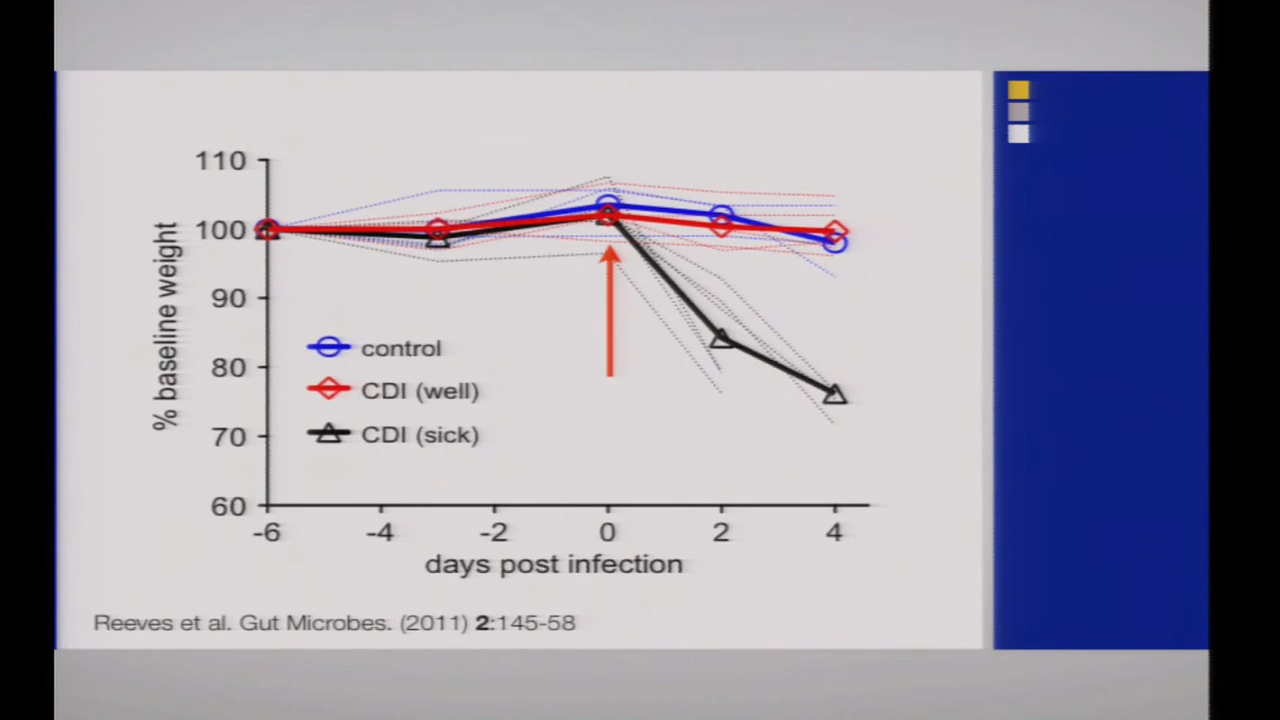 110
100
90
80
70
60
% baseline weight
control
CDI (well)
CDI (sick)
-6 -4 -2 0 2 4
days post infection
Reeves et al. Gut Microbes. (2011) 2:145-58